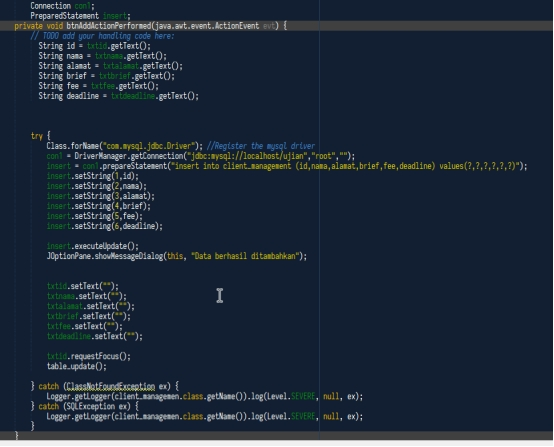 Connection con1;
PreparedStatement insert;
private void btnAddActionPerformed(java.awt.event.ActionEvent evt) {
// TODO add your handling code here:
String id = txtid.getText();
String nama = txtnama.getText();
String alamat = txtalamat.getText();
String brief = txtbrief.getText();
String fee = txtfee.getText();
String deadline = txtdeadline.getText();
try {
Class.forName("com.mysql.jdbc.Driver"); //Register the mysql driver
con1 = DriverManager.getConnection("jdbc:mysql://localhost/ujian","root","");
insert = con1.prepareStatement("insert into client_management (id,nama,alamat,brief,fee,deadline) values(?,?,?,?,?,?)");
insert.setString(1,id);
insert.setString(2,nama);
insert.setString(3,alamat);
insert.setString(4,brief);
insert.setString(5,fee);
insert.setString(6,deadline);
insert.executeUpdate();
JOptionPane.showMessageDialog(this, "Data berhasil ditambahkan");
txtid.setText("");
txtnama.setText("");
txtalamat.setText("");
txtbrief.setText("");
txtfee.setText("");
txtdeadline.setText("");
txtid.requestFocus();
table_update();
} catch (ClassNotFoundException ex) {
Logger.getLogger(client_managemen.class.getName()).log(Level.SEVERE, null, ex);
} catch (SQLException ex) {
Logger.getLogger(client_managemen.class.getName()).log(Level.SEVERE, null, ex);
}
}